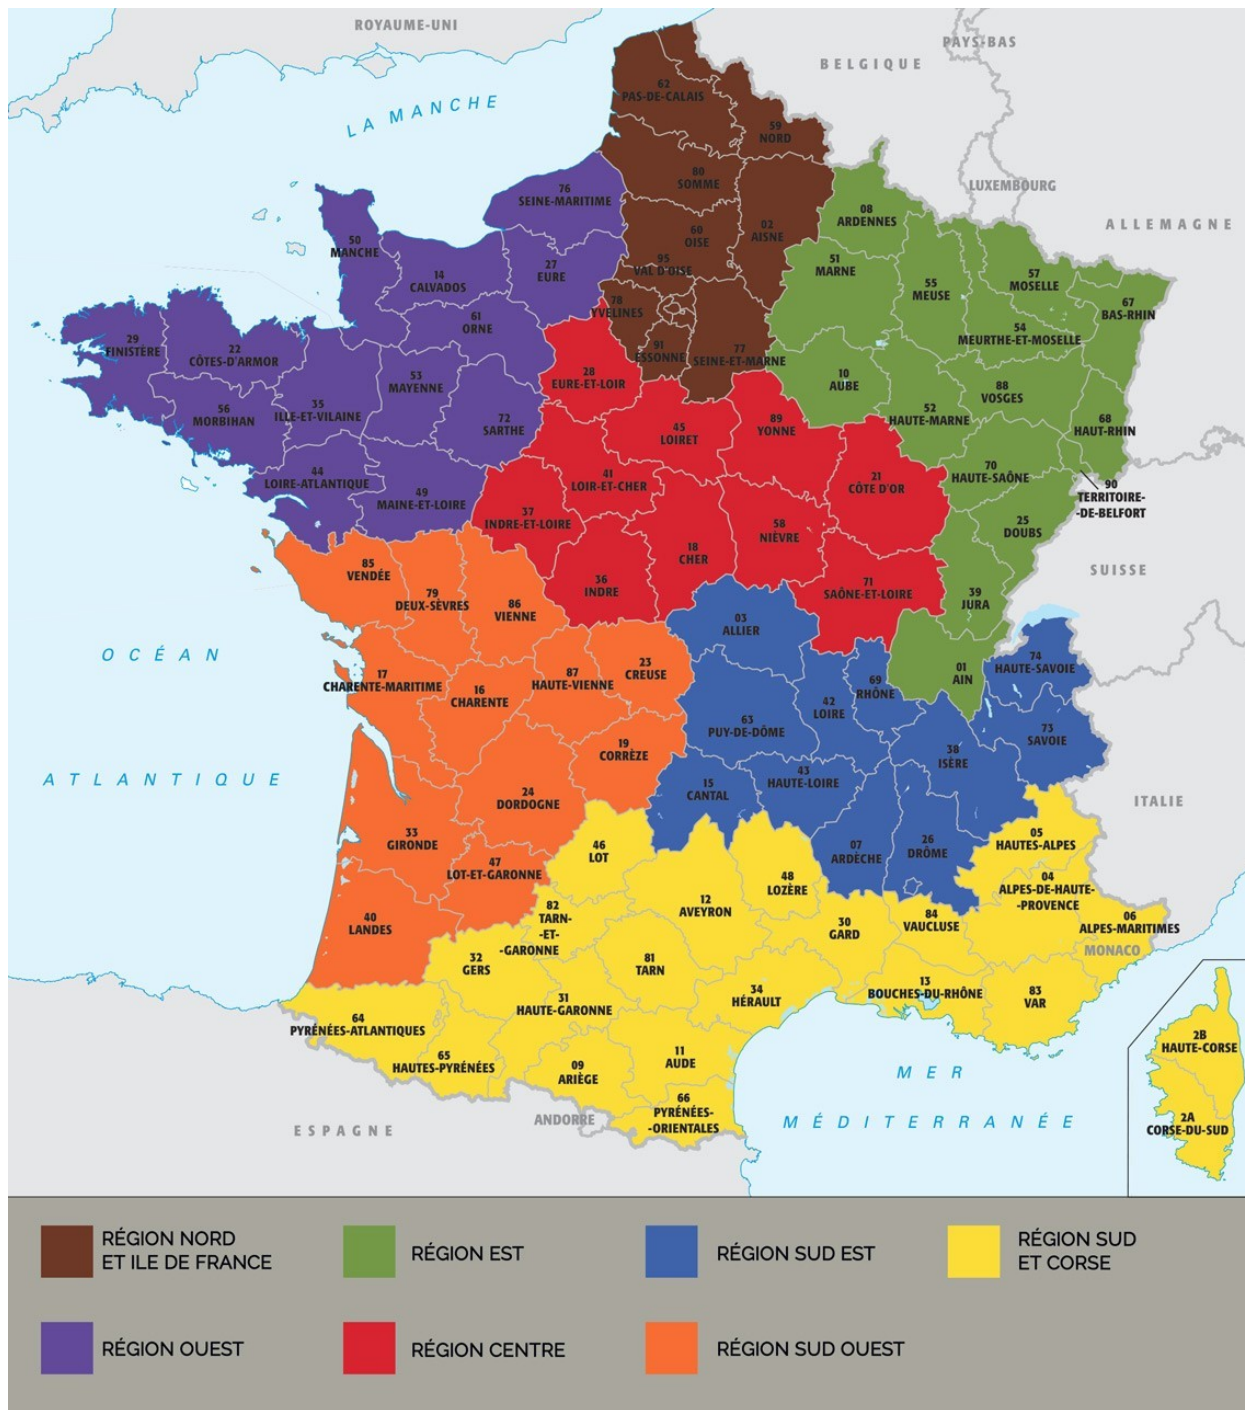 ROYAUME-UNI
PAYS-BAS
BELGIQUE
LA MANCHE
62
PAS-DE-CALAIS
59
NORD
80
SOMME
LUXEMBOURG
ALLEMAGNE
76
SEINE-MARITIME
08
ARDENNES
60
OISE
02
AISNE
50
MANCHE
14
CALVADOS
27
EURE
95
VAL D'OISE
51
MARNE
55
MEUSE
57
MOSELLE
67
BAS-RHIN
61
ORNE
78
YVELINES
91
ESSONNE
77
SEINE-ET-MARNE
54
MEURTHE-ET-MOSELLE
29
FINISTÈRE
22
CÔTES-D'ARMOR
53
MAYENNE
28
EURE-ET-LOIR
10
AUBE
88
VOSGES
56
MORBIHAN
35
ILLE-ET-VILAINE
72
SARTHE
45
LOIRET
89
YONNE
52
HAUTE-MARNE
68
HAUT-RHIN
44
LOIRE-ATLANTIQUE
49
MAINE-ET-LOIRE
41
LOIR-ET-CHER
21
CÔTE D'OR
70
HAUTE-SAÔNE
90
TERRITOIRE-
-DE-BELFORT
37
INDRE-ET-LOIRE
18
CHER
58
NIÈVRE
25
DOUBS
85
VENDÉE
79
DEUX-SÈVRES
86
VIENNE
36
INDRE
71
SAÔNE-ET-LOIRE
39
JURA
SUISSE
OCÉAN
03
ALLIER
17
CHARENTE-MARITIME
16
CHARENTE
87
HAUTE-VIENNE
23
CREUSE
69
RHÔNE
01
AIN
74
HAUTE-SAVOIE
42
LOIRE
63
PUY-DE-DÔME
73
SAVOIE
19
CORRÈZE
38
ISÈRE
ATLANTIQUE
24
DORDOGNE
15
CANTAL
43
HAUTE-LOIRE
ITALIE
33
GIRONDE
47
LOT-ET-GARONNE
46
LOT
07
ARDÈCHE
26
DRÔME
05
HAUTES-ALPES
48
LOZÈRE
04
ALPES-DE-HAUTE-
-PROVENCE
40
LANDES
82
TARN-
-ET-
-GARONNE
12
AVEYRON
30
GARD
84
VAUCLUSE
06
ALPES-MARITIMES
MONACO
32
GERS
81
TARN
31
HAUTE-GARONNE
34
HÉRAULT
13
BOUCHES-DU-RHÔNE
83
VAR
64
PYRÉNÉES-ATLANTIQUES
65
HAUTES-PYRÉNÉES
09
ARIÈGE
11
AUDE
66
PYRÉNÉES-
-ORIENTALES
2B
HAUTE-CORSE
2A
CORSE-DU-SUD
MER
MÉDITERRANÉE
ANDORRE
ESPAGNE
RÉGION NORD
ET ILE DE FRANCE
RÉGION EST
RÉGION SUD EST
RÉGION SUD
ET CORSE
RÉGION OUEST
RÉGION CENTRE
RÉGION SUD OUEST